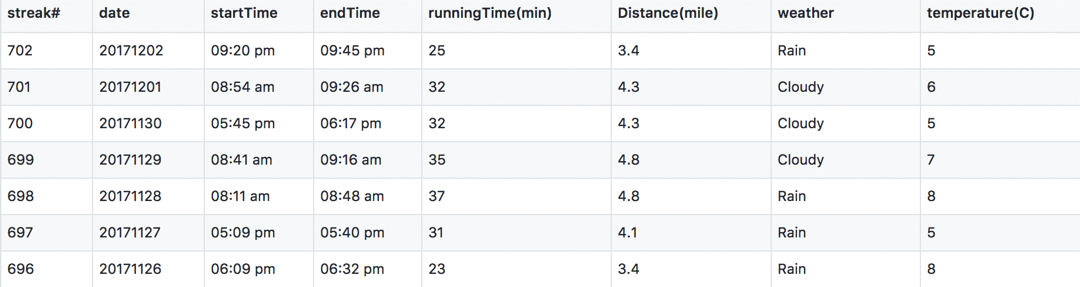 streak# date startTime endTime runningTime(min) Distance(mile) weather temperature(C)
702 20171202 09:20 pm 09:45 pm 25 3.4 Rain 5
701 20171201 08:54 am 09:26 am 32 4.3 Cloudy 6
700 20171130 05:45 pm 06:17 pm 32 4.3 Cloudy 5
699 20171129 08:41 am 09:16 am 35 4.8 Cloudy 7
698 20171128 08:11 am 08:48 am 37 4.8 Rain 8
697 20171127 05:09 pm 05:40 pm 31 4.1 Rain 5
696 20171126 06:09 pm 06:32 pm 23 3.4 Rain 8